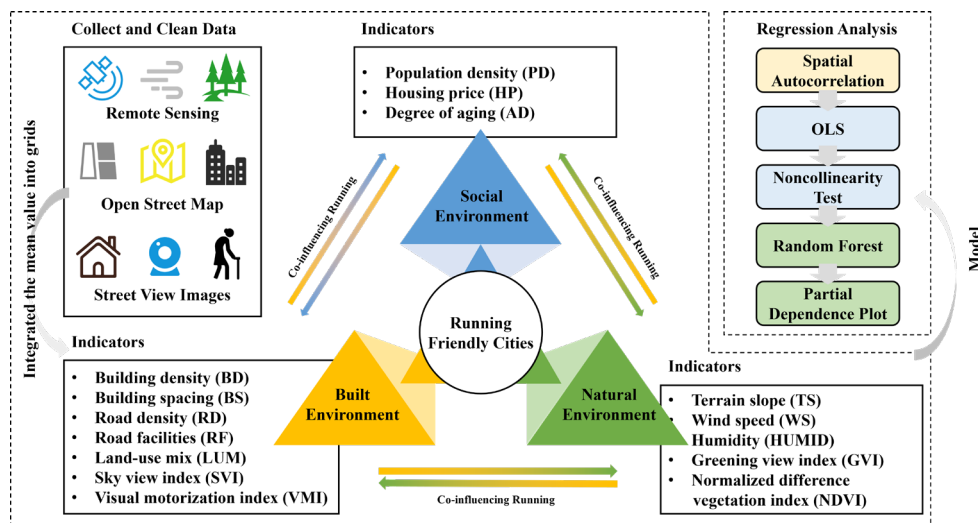 Collect and Clean Data
Remote Sensing
Open Street Map
Street View Images
Integrated the mean value into grids
Indicators
• Population density (PD)
• Housing price (HP)
• Degree of aging (AD)
Social
Environment
Co-influencing Running
Co-influencing Running
Running
Friendly Cities
Built
Environment
Natural
Environment
Co-influencing Running
Indicators
• Building density (BD)
• Building spacing (BS)
• Road density (RD)
• Road facilities (RF)
• Land-use mix (LUM)
• Sky view index (SVI)
• Visual motorization index (VMI)
Regression Analysis
Spatial
Autocorrelation
OLS
Noncollinearity
Test
Random Forest
Partial
Dependence Plot
Model
Indicators
• Terrain slope (TS)
• Wind speed (WS)
• Humidity (HUMID)
• Greening view index (GVI)
• Normalized difference
vegetation index (NDVI)